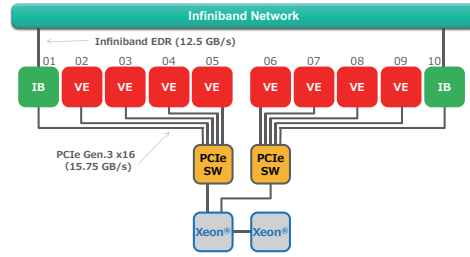 Infiniband Network
Infiniband EDR (12.5 GB/s)
01 02 03 04 05 06 07 08 09 10
IB VE VE VE VE VE VE VE VE IB
PCIe Gen.3 x16
(15.75 GB/s)
PCIe
SW
PCIe
SW
Xeon® Xeon®